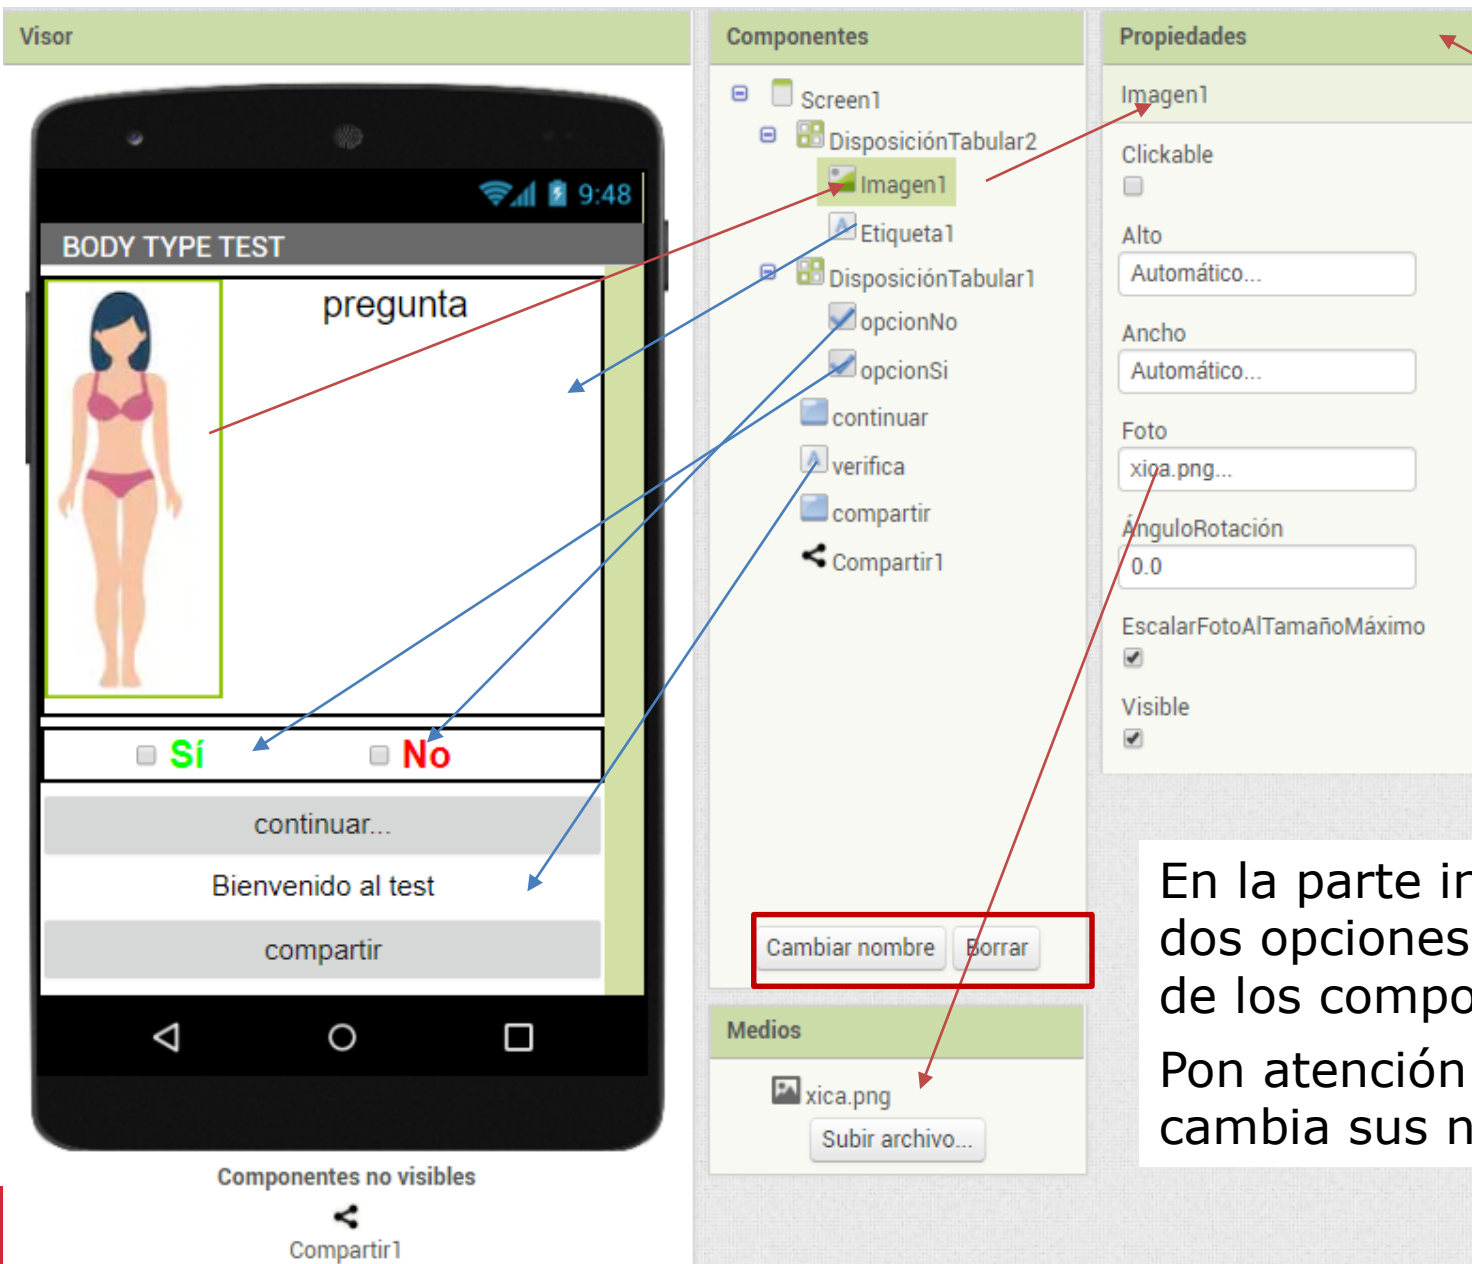 Visor
9:48
BODY TYPE TEST
pregunta
Sí No
continuar...
Bienvenido al test
compartir
Componentes no visibles
Compartir1
Componentes
Screen1
DisposiciónTabular2
Imagen1
Etiqueta1
DisposiciónTabular1
opcionNo
opcionSi
continuar
verifica
compartir
Compartir1
Cambiar nombre Borrar
Medios
xica.png
Subir archivo...
Propiedades
Imagen1
Clickable
Alto
Automático...
Ancho
Automático...
Foto
xica.png...
ÁnguloRotación
0.0
EscalarFotoAlTamañoMáximo
Visible
En la parte
dos opciones
de los
Pon atención
cambia sus